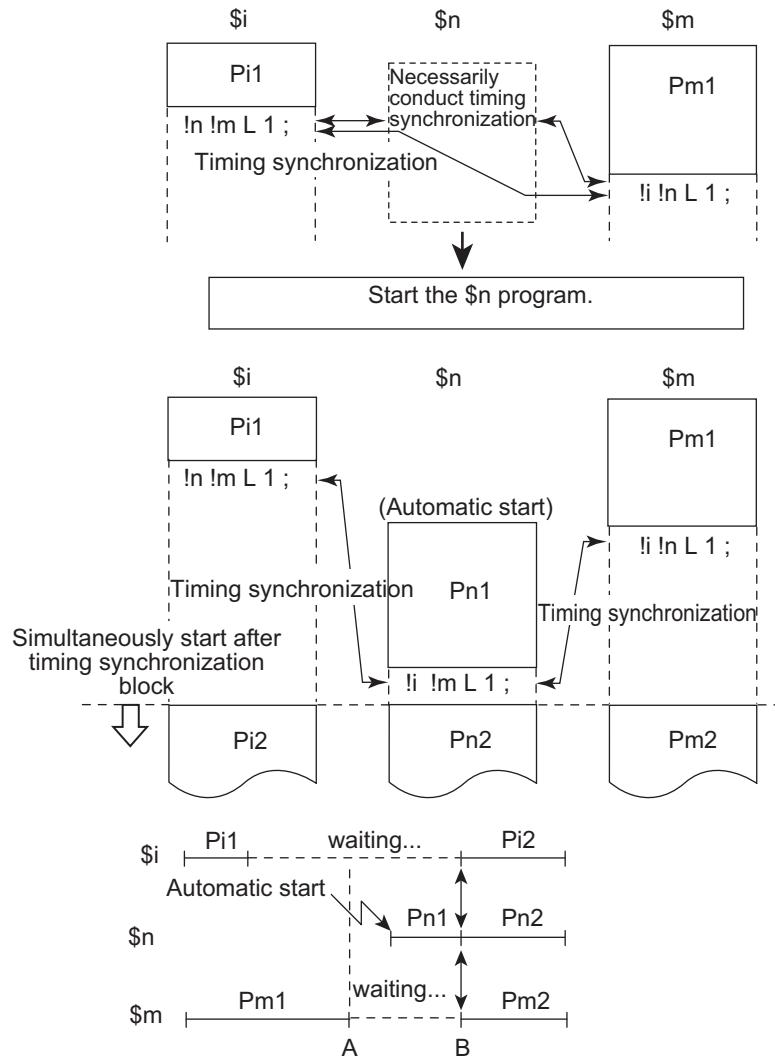 $i $n $m
Pi1
Necessarily
conduct timing
synchronization
Pm1
!n !m L 1 ;
Timing synchronization
!i !n L 1 ;
Start the $n program.
$i $n $m
Pi1
Pm1
!n !m L 1 ;
(Automatic start)
!i !n L 1 ;
Timing synchronization
Pn1
Timing synchronization
Simultaneously start after
timing synchronization
block
!i !m L 1 ;
Pi2 Pn2 Pm2
Pi1 waiting... Pi2
$i
Automatic start
Pn1 Pn2
$n
Pm1 waiting... Pm2
$m
A B